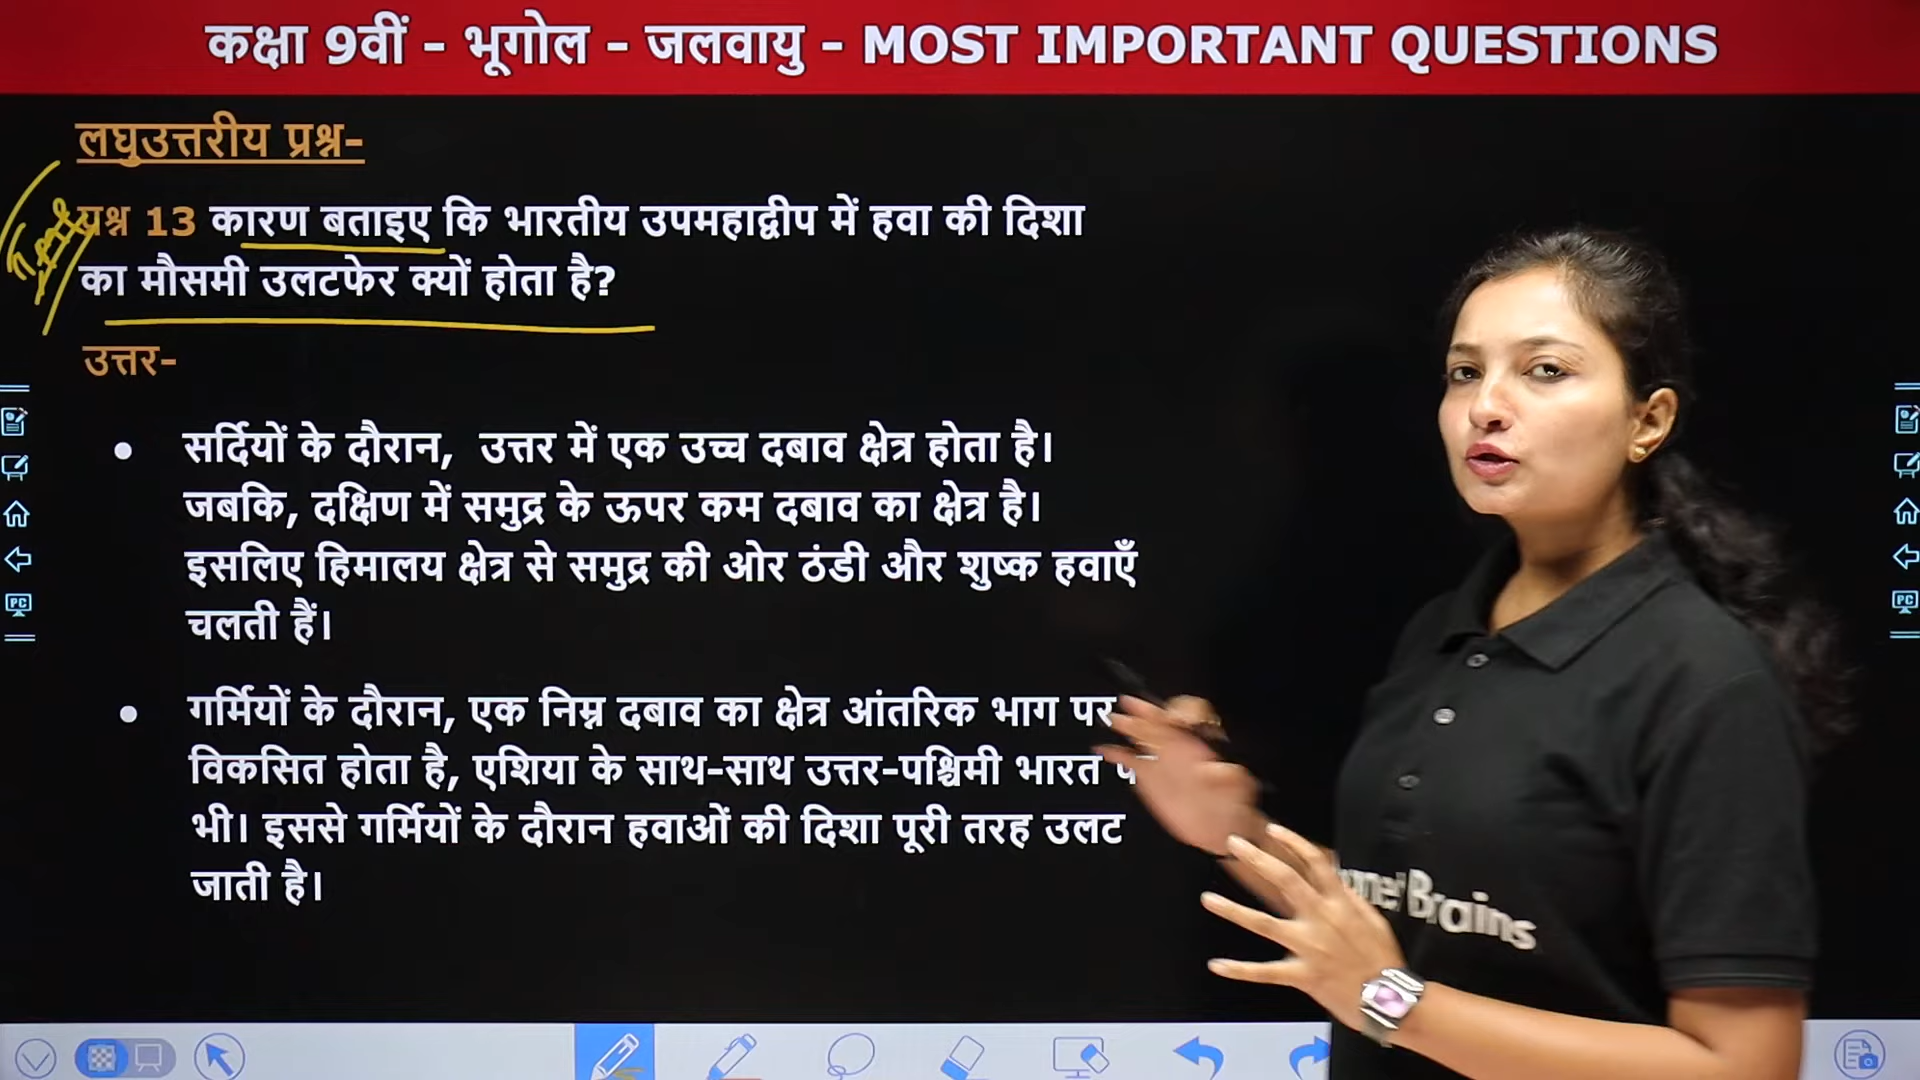 कक्षा 9वीं - भूगोल - जलवायु - MOST IMPORTANT QUESTIONS
लघुउत्तरीय प्रश्न-
प्रश्न 13 कारण बताइए कि भारतीय उपमहाद्वीप में हवा की दिशा
का मौसमी उलटफेर क्यों होता है?
उत्तर-
• सर्दियों के दौरान, उत्तर में एक उच्च दबाव क्षेत्र होता है।
जबकि, दक्षिण में समुद्र के ऊपर कम दबाव का क्षेत्र है।
इसलिए हिमालय क्षेत्र से समुद्र की ओर ठंडी और शुष्क हवाएँ
चलती हैं।
• गर्मियों के दौरान, एक निम्न दबाव का क्षेत्र आंतरिक भाग पर
विकसित होता है, एशिया के साथ-साथ उत्तर-पश्चिमी भारत
भी। इससे गर्मियों के दौरान हवाओं की दिशा पूरी तरह उलट
जाती है।
Brains
PC
PC